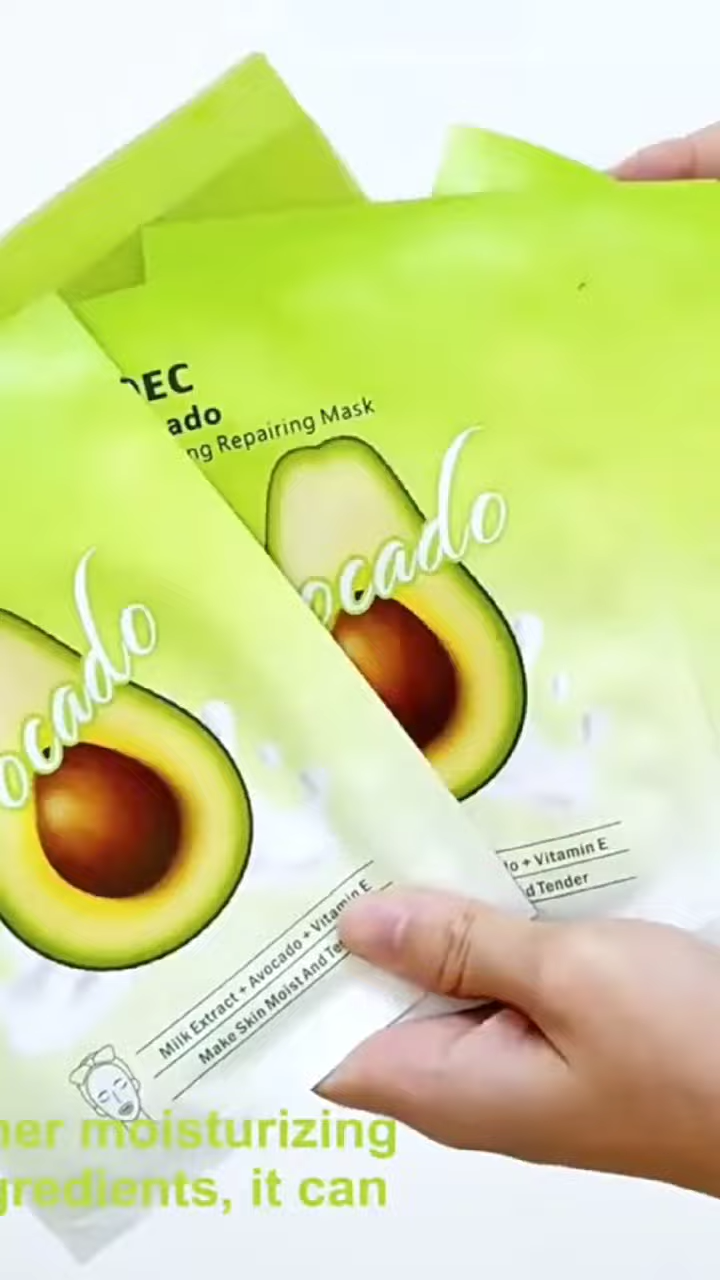 DEC
ado
ng Repairing Mask
ocado
ocado
lo + Vitamin E
d Tender
Milk Extract + Avocado + Vitamin E
Make Skin Moist And Te
her moisturizing
gredients, it can